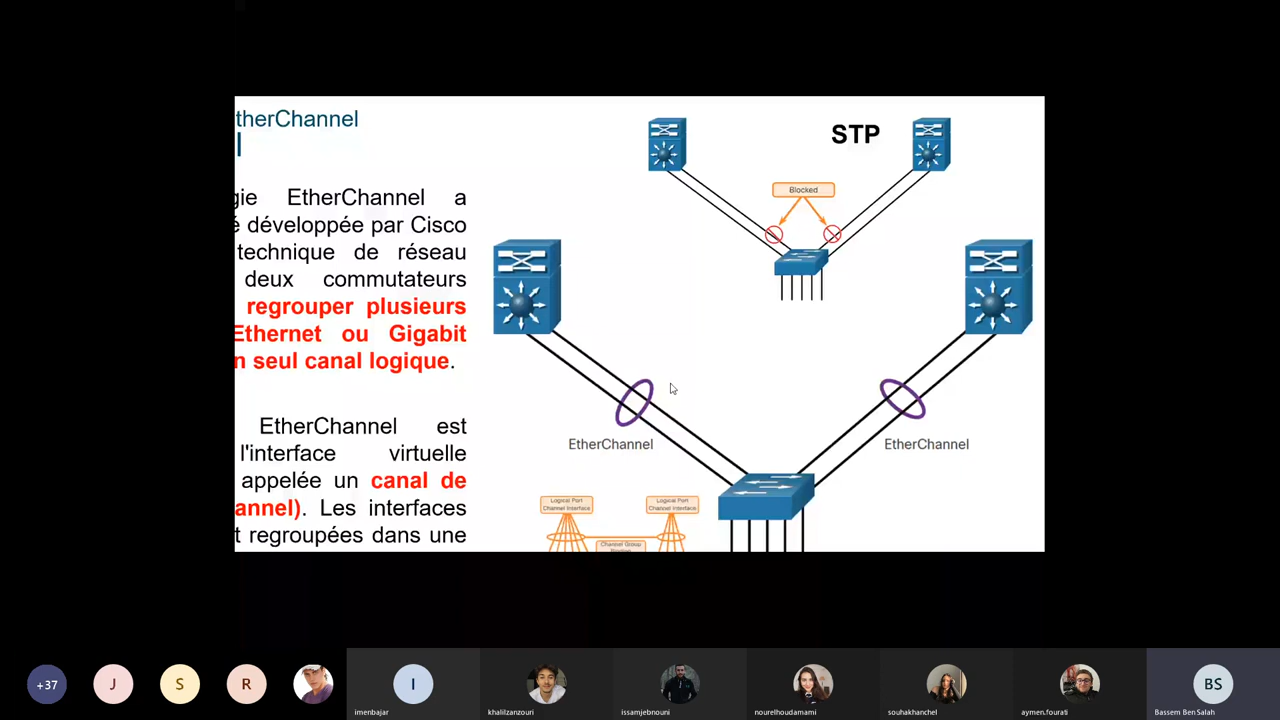 therChannel
l
gie EtherChannel a
é développée par Cisco
technique de réseau
deux commutateurs
regrouper plusieurs
Ethernet ou Gigabit
n seul canal logique.
EtherChannel est
l'interface virtuelle
appelée un canal de
annel). Les interfaces
t regroupées dans une
STP
Blocked
EtherChannel
EtherChannel
Logical Port
Channel Interface
Logical Port
Channel Interface
Channel Group
+37
J
S
R
I
imenbajar
khalilzanzouri
issamjebnouni
nourelhoudamami
souhakhanchel
aymen.fourati
BS
Bassem Ben Salah